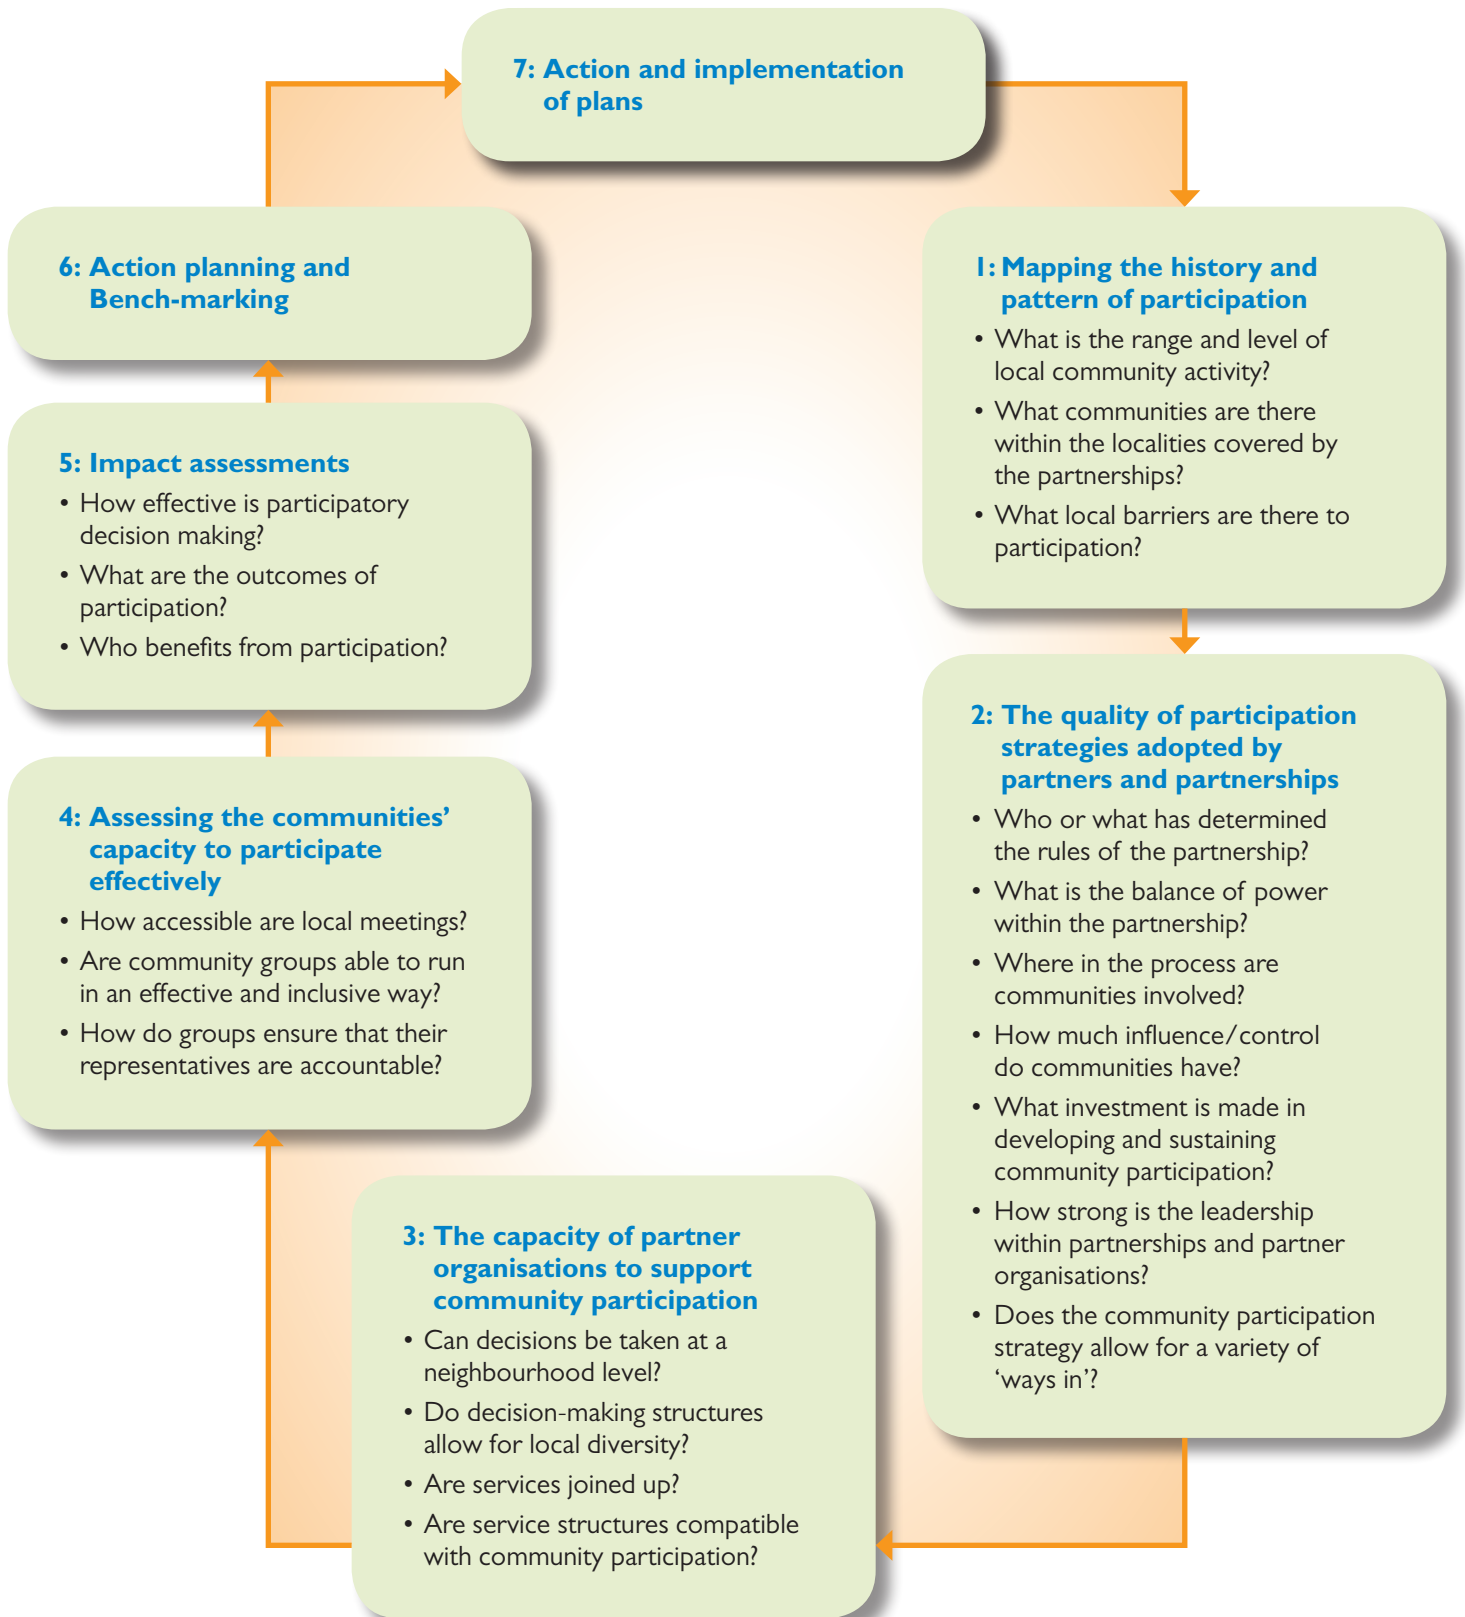 7: Action and implementation
of plans
6: Action planning and
Bench-marking
1: Mapping the history and
pattern of participation
• What is the range and level of
local community activity?
• What communities are there
within the localities covered by
the partnerships?
• What local barriers are there to
participation?
5: Impact assessments
• How effective is participatory
decision making?
• What are the outcomes of
participation?
• Who benefits from participation?
2: The quality of participation
strategies adopted by
partners and partnerships
• Who or what has determined
the rules of the partnership?
• What is the balance of power
within the partnership?
• Where in the process are
communities involved?
• How much influence/control
do communities have?
• What investment is made in
developing and sustaining
community participation?
• How strong is the leadership
within partnerships and partner
organisations?
• Does the community participation
strategy allow for a variety of
‘ways in’?
4: Assessing the communities’
capacity to participate
effectively
• How accessible are local meetings?
• Are community groups able to run
in an effective and inclusive way?
• How do groups ensure that their
representatives are accountable?
3: The capacity of partner
organisations to support
community participation
• Can decisions be taken at a
neighbourhood level?
• Do decision-making structures
allow for local diversity?
• Are services joined up?
• Are service structures compatible
with community participation?